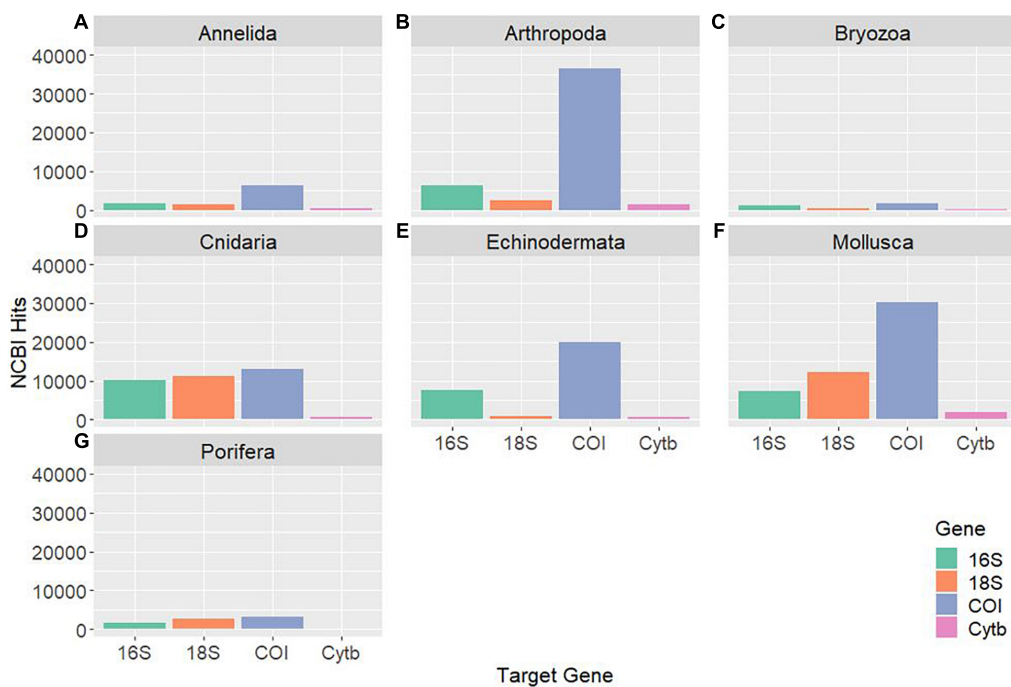 A
Annelida
B
Arthropoda
C
Bryozoa
40000
30000
20000
10000
0
D
Cnidaria
E
Echinodermata
F
Mollusca
40000
30000
20000
10000
0
NCBI Hits
16S 18S COI Cytb
16S 18S COI Cytb
G
Porifera
40000
30000
20000
10000
0
16S 18S COI Cytb
Target Gene
Gene
16S
18S
COI
Cytb